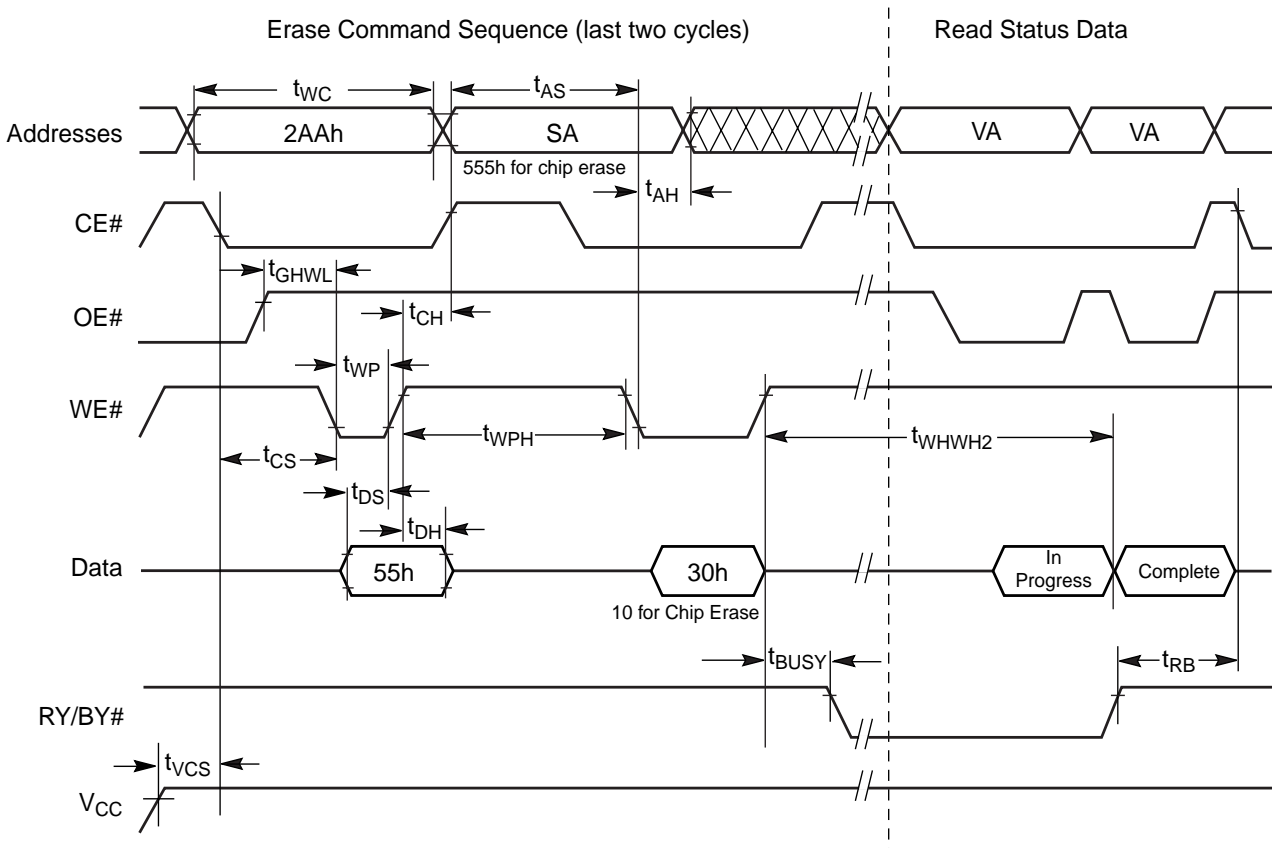 Erase Command Sequence (last two cycles)
Read Status Data
tWC
tAS
Addresses
2AAh
SA
VA
VA
555h for chip erase
tAH
CE#
tGHWL
OE#
tCH
tWP
WE#
tWPH
tWHWH2
tCS
tDS
tDH
Data
55h
30h
In
Progress
Complete
10 for Chip Erase
tBUSY
tRB
RY/BY#
tVCS
VCC